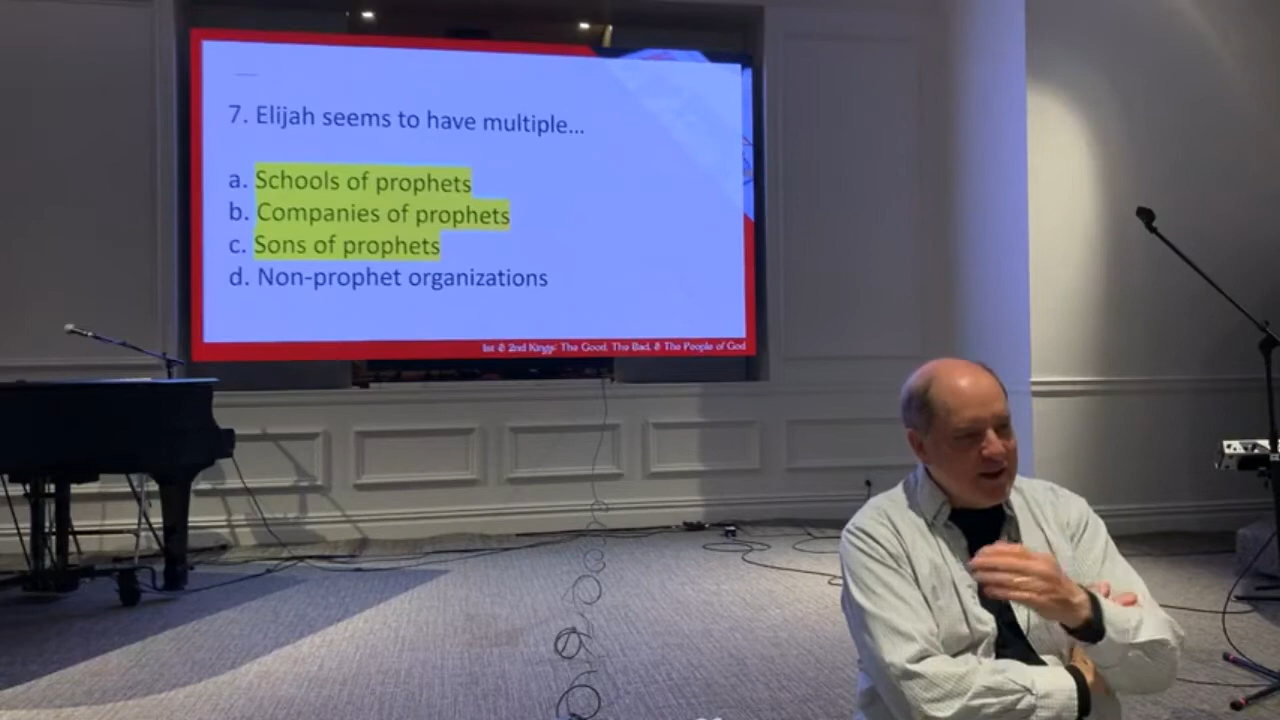 7. Elijah seems to have multiple...
a. Schools of prophets
b. Companies of prophets
c. Sons of prophets
d. Non-prophet organizations
1st & 2nd Kings: The Good, The Bad, & The People of God